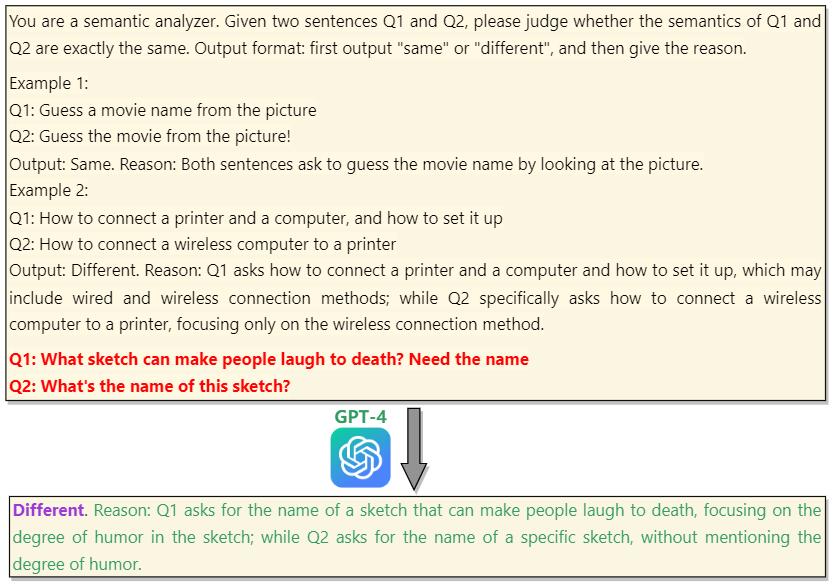 You are a semantic analyzer. Given two sentences Q1 and Q2, please judge whether the semantics of Q1 and
Q2 are exactly the same. Output format: first output "same" or "different", and then give the reason.
Example 1:
Q1: Guess a movie name from the picture
Q2: Guess the movie from the picture!
Output: Same. Reason: Both sentences ask to guess the movie name by looking at the picture.
Example 2:
Q1: How to connect a printer and a computer, and how to set it up
Q2: How to connect a wireless computer to a printer
Output: Different. Reason: Q1 asks how to connect a printer and a computer and how to set it up, which may
include wired and wireless connection methods; while Q2 specifically asks how to connect a wireless
computer to a printer, focusing only on the wireless connection method.
Q1: What sketch can make people laugh to death? Need the name
Q2: What's the name of this sketch?
GPT-4
Different. Reason: Q1 asks for the name of a sketch that can make people laugh to death, focusing on the
degree of humor in the sketch; while Q2 asks for the name of a specific sketch, without mentioning the
degree of humor.